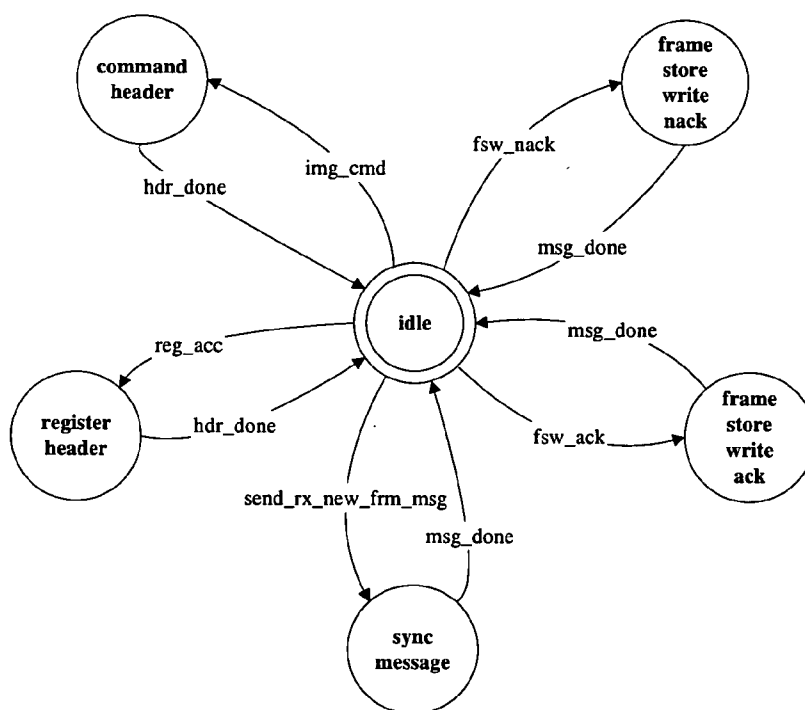 command
header
frame
store
write
nack
fsw_nack
img_cmd
hdr_done
msg_done
idle
msg_done
reg_acc
frame
store
write
ack
register
header
hdr_done
fsw_ack
send_rx_new_frm_msg
msg_done
sync
message